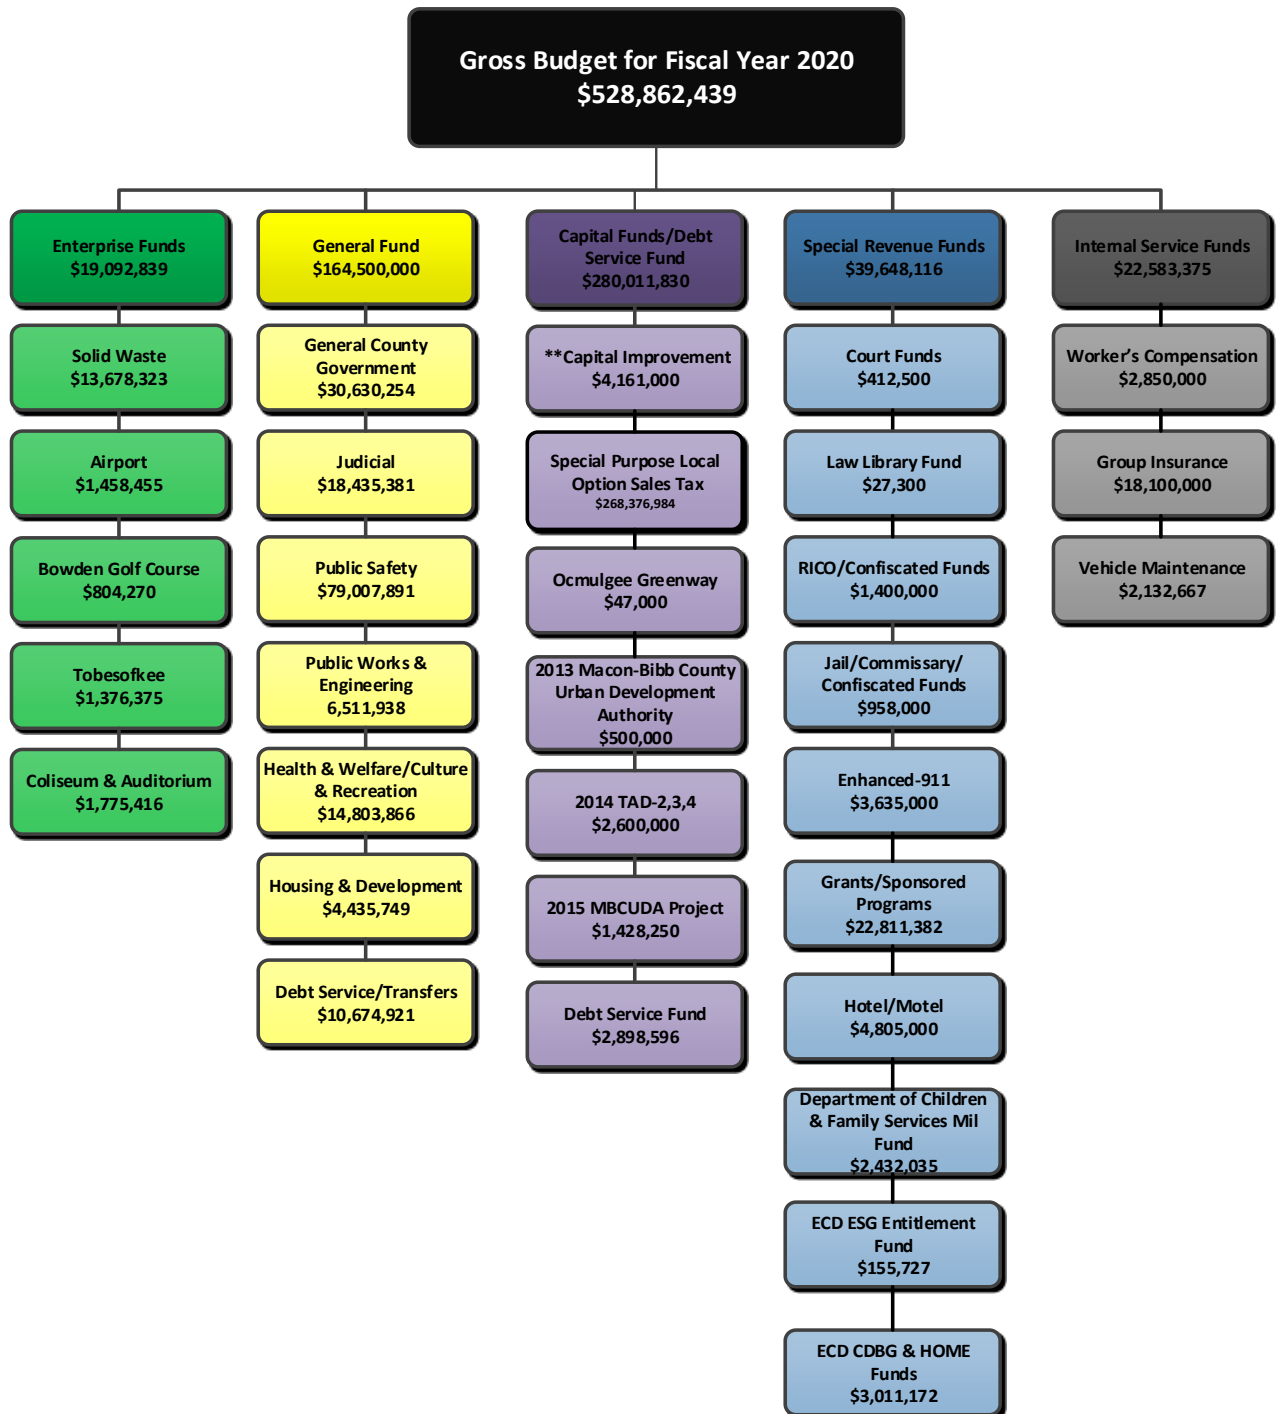 Gross Budget for Fiscal Year 2020
$528,862,439
Enterprise Funds
$19,092,839
Solid Waste
$13,678,323
Airport
$1,458,455
Bowden Golf Course
$804,270
Tobesofkee
$1,376,375
Coliseum & Auditorium
$1,775,416
General Fund
$164,500,000
General County
Government
$30,630,254
Judicial
$18,435,381
Public Safety
$79,007,891
Public Works &
Engineering
6,511,938
Health & Welfare/Culture
& Recreation
$14,803,866
Housing & Development
$4,435,749
Debt Service/Transfers
$10,674,921
Capital Funds/Debt
Service Fund
$280,011,830
**Capital Improvement
$4,161,000
Special Purpose Local
Option Sales Tax
$268,376,984
Ocmulgee Greenway
$47,000
2013 Macon-Bibb County
Urban Development
Authority
$500,000
2014 TAD-2,3,4
$2,600,000
2015 MBCUDA Project
$1,428,250
Debt Service Fund
$2,898,596
Special Revenue Funds
$39,648,116
Court Funds
$412,500
Law Library Fund
$27,300
RICO/Confiscated Funds
$1,400,000
Jail/Commissary/
Confiscated Funds
$958,000
Enhanced-911
$3,635,000
Grants/Sponsored
Programs
$22,811,382
Hotel/Motel
$4,805,000
Department of Children
& Family Services Mil
Fund
$2,432,035
ECD ESG Entitlement
Fund
$155,727
ECD CDBG & HOME
Funds
$3,011,172
Internal Service Funds
$22,583,375
Worker's Compensation
$2,850,000
Group Insurance
$18,100,000
Vehicle Maintenance
$2,132,667